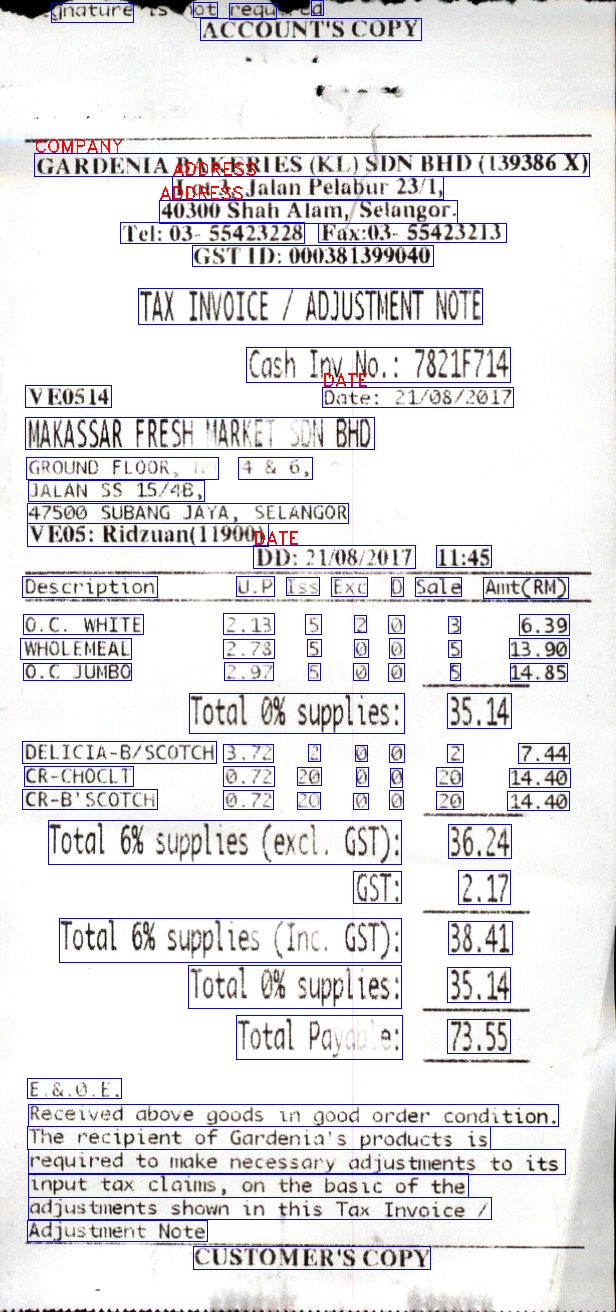 gnature is not required
ACCOUNT'S COPY
COMPANY
GARDENIA BAKERIES (KL) SDN BHD (139386 X)
ADDRESS
Lot 3, Jalan Pelabur 23/1,
ADDRESS
40300 Shah Alam, Selangor.
Tel: 03- 55423228 Fax:03- 55423213
GST ID: 000381399040
TAX INVOICE / ADJUSTMENT NOTE
Cash Inv No.: 7821F714
DATE
VE0514 Date: 21/08/2017
MAKASSAR FRESH MARKET SDN BHD
GROUND FLOOR, 4 & 6,
JALAN SS 15/4B,
47500 SUBANG JAYA, SELANGOR
VE05: Ridzuan(11900)
DATE
DD: 21/08/2017 11:45
Description U.P Iss Exc D Sale Amt(RM)
O.C. WHITE 2.13 5 2 0 3 6.39
WHOLEMEAL 2.78 5 0 0 5 13.90
O.C JUMBO 2.97 5 0 0 5 14.85
Total 0% supplies: 35.14
DELICIA-B/SCOTCH 3.72 2 0 0 2 7.44
CR-CHOCLT 0.72 20 0 0 20 14.40
CR-B'SCOTCH 0.72 20 0 0 20 14.40
Total 6% supplies (excl. GST): 36.24
GST: 2.17
Total 6% supplies (Inc. GST): 38.41
Total 0% supplies: 35.14
Total Payable: 73.55
E.&.O.E.
Received above goods in good order condition.
The recipient of Gardenia's products is
required to make necessary adjustments to its
input tax claims, on the basic of the
adjustments shown in this Tax Invoice /
Adjustment Note
CUSTOMER'S COPY